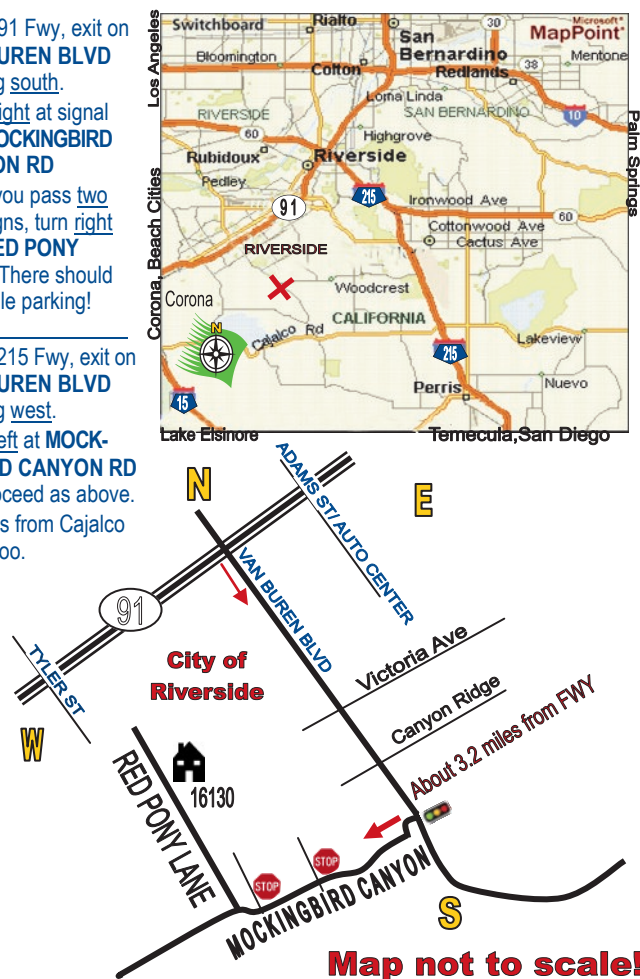 91 Fwy, exit on
UREN BLVD
g south.
ight at signal
OCKINGBIRD
ON RD
you pass two
gns, turn right
ED PONY
There should
le parking!
215 Fwy, exit on
UREN BLVD
g west.
eft at MOCK-
D CANYON RD
oceed as above.
s from Cajalco
oo.
Los Angeles
Corona, Beach Cities
Palm Springs
Microsoft®
MapPoint®
Switchboard
Rialto
San
Bernardino
30
Bloomington
Colton
Redlands
38
Mentone
Loma Linda
RIVERSIDE
SAN BERNARDINO
10
60
Highgrove
Rubidoux
Riverside
Pedley
91
215
Ironwood Ave
60
Cottonwood Ave
Cactus Ave
RIVERSIDE
Woodcrest
Corona
CALIFORNIA
N
Cajalco Rd
Lakeview
215
Perris
Nuevo
15
Lake Elsinore
Temecula,San Diego
N
E
ADAMS ST/ AUTO CENTER
VAN BUREN BLVD
91
TYLER ST
City of
Riverside
Victoria Ave
Canyon Ridge
W
About 3.2 miles from FWY
16130
RED PONY LANE
STOP
STOP
MOCKINGBIRD CANYON
S
Map not to scale!